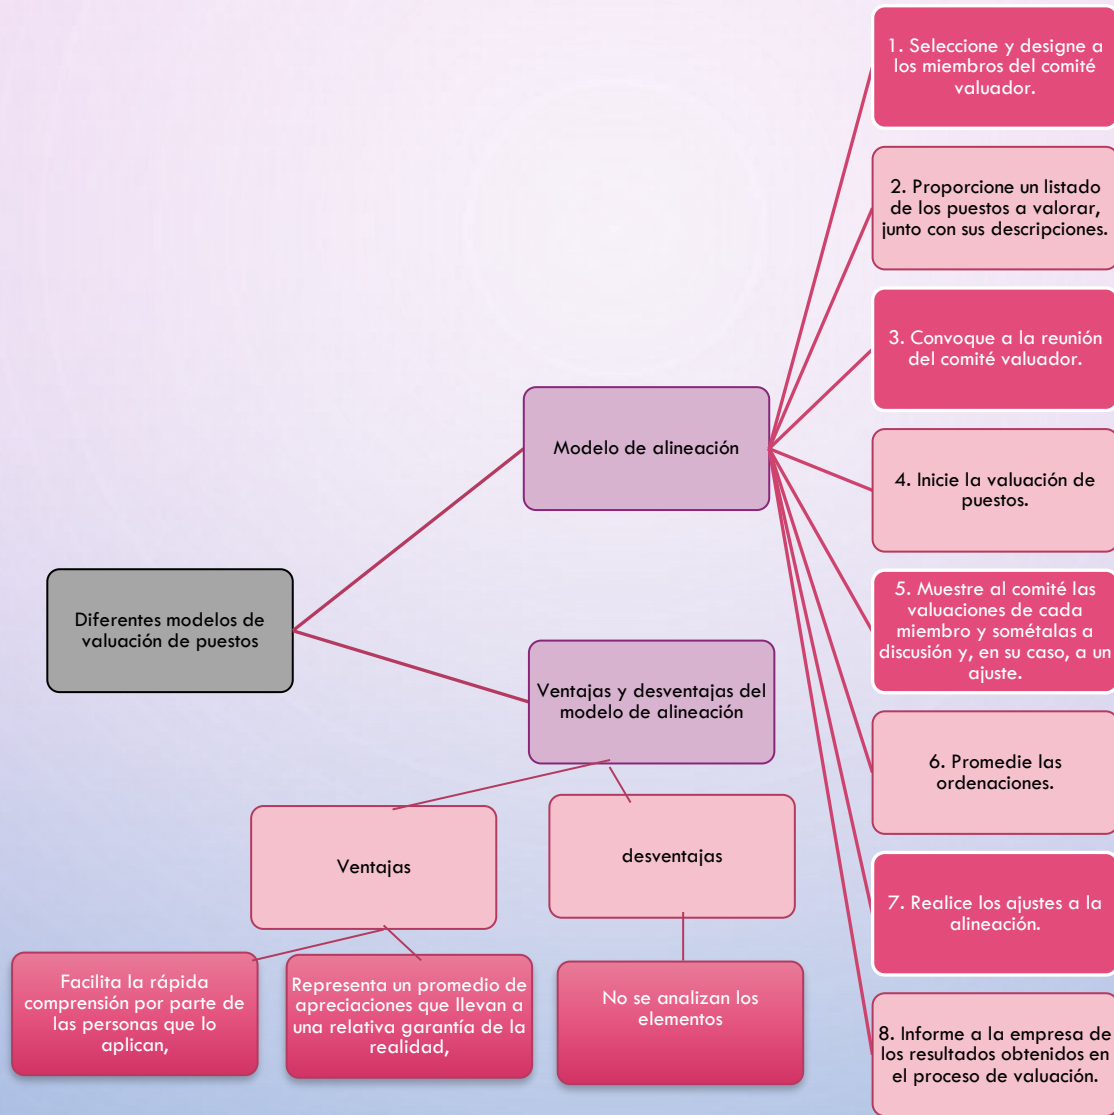 Diferentes modelos de
valuación de puestos
Modelo de alineación
1. Seleccione y designe a
los miembros del comité
valuador.
2. Proporcione un listado
de los puestos a valorar,
junto con sus descripciones.
3. Convoque a la reunión
del comité valuador.
4. Inicie la valuación de
puestos.
5. Muestre al comité las
valuaciones de cada
miembro y sométalas a
discusión y, en su caso, a un
ajuste.
6. Promedie las
ordenaciones.
7. Realice los ajustes a la
alineación.
8. Informe a la empresa de
los resultados obtenidos en
el proceso de valuación.
Ventajas y desventajas del
modelo de alineación
Ventajas
Facilita la rápida
comprensión por parte de
las personas que lo
aplican,
Representa un promedio de
apreciaciones que llevan a
una relativa garantía de la
realidad,
desventajas
No se analizan los
elementos